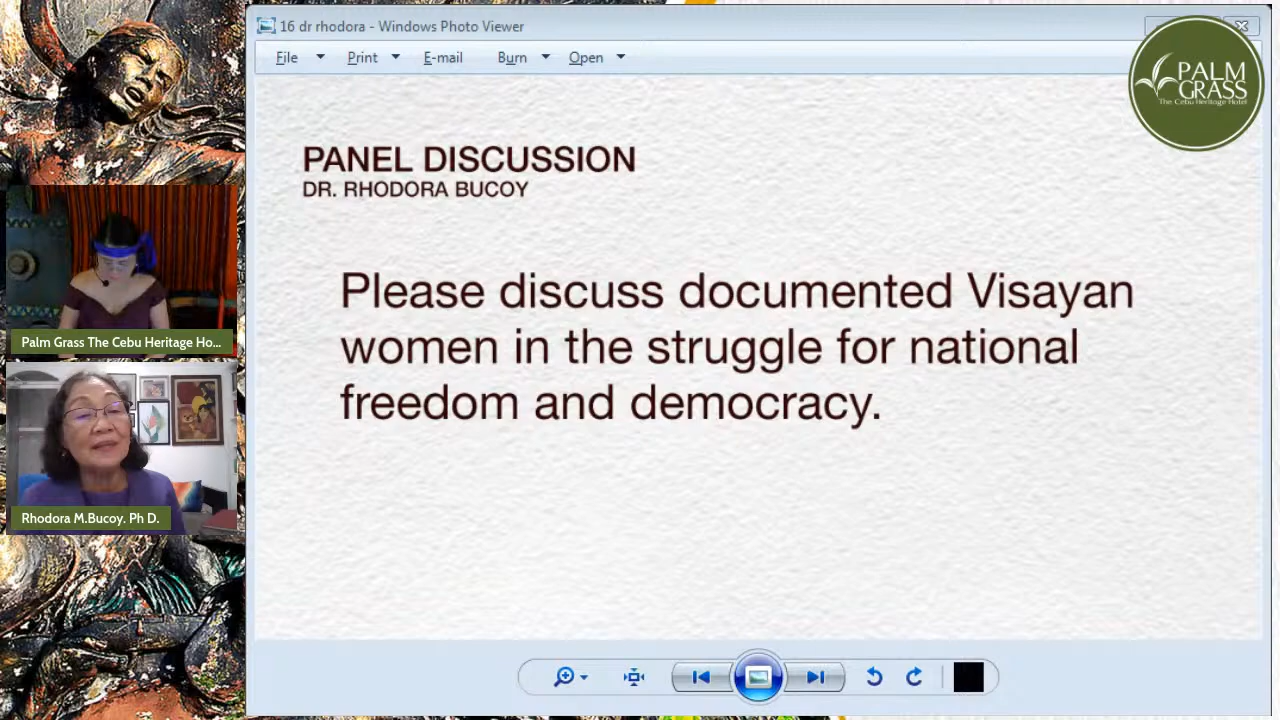 16 dr rhodora - Windows Photo Viewer
File Print E-mail Burn Open
PALM
GRASS
The Cebu Heritage Hotel
PANEL DISCUSSION
DR. RHODORA BUCOY
Please discuss documented Visayan
women in the struggle for national
freedom and democracy.
Palm Grass The Cebu Heritage Ho...
Rhodora M.Bucoy. Ph D.